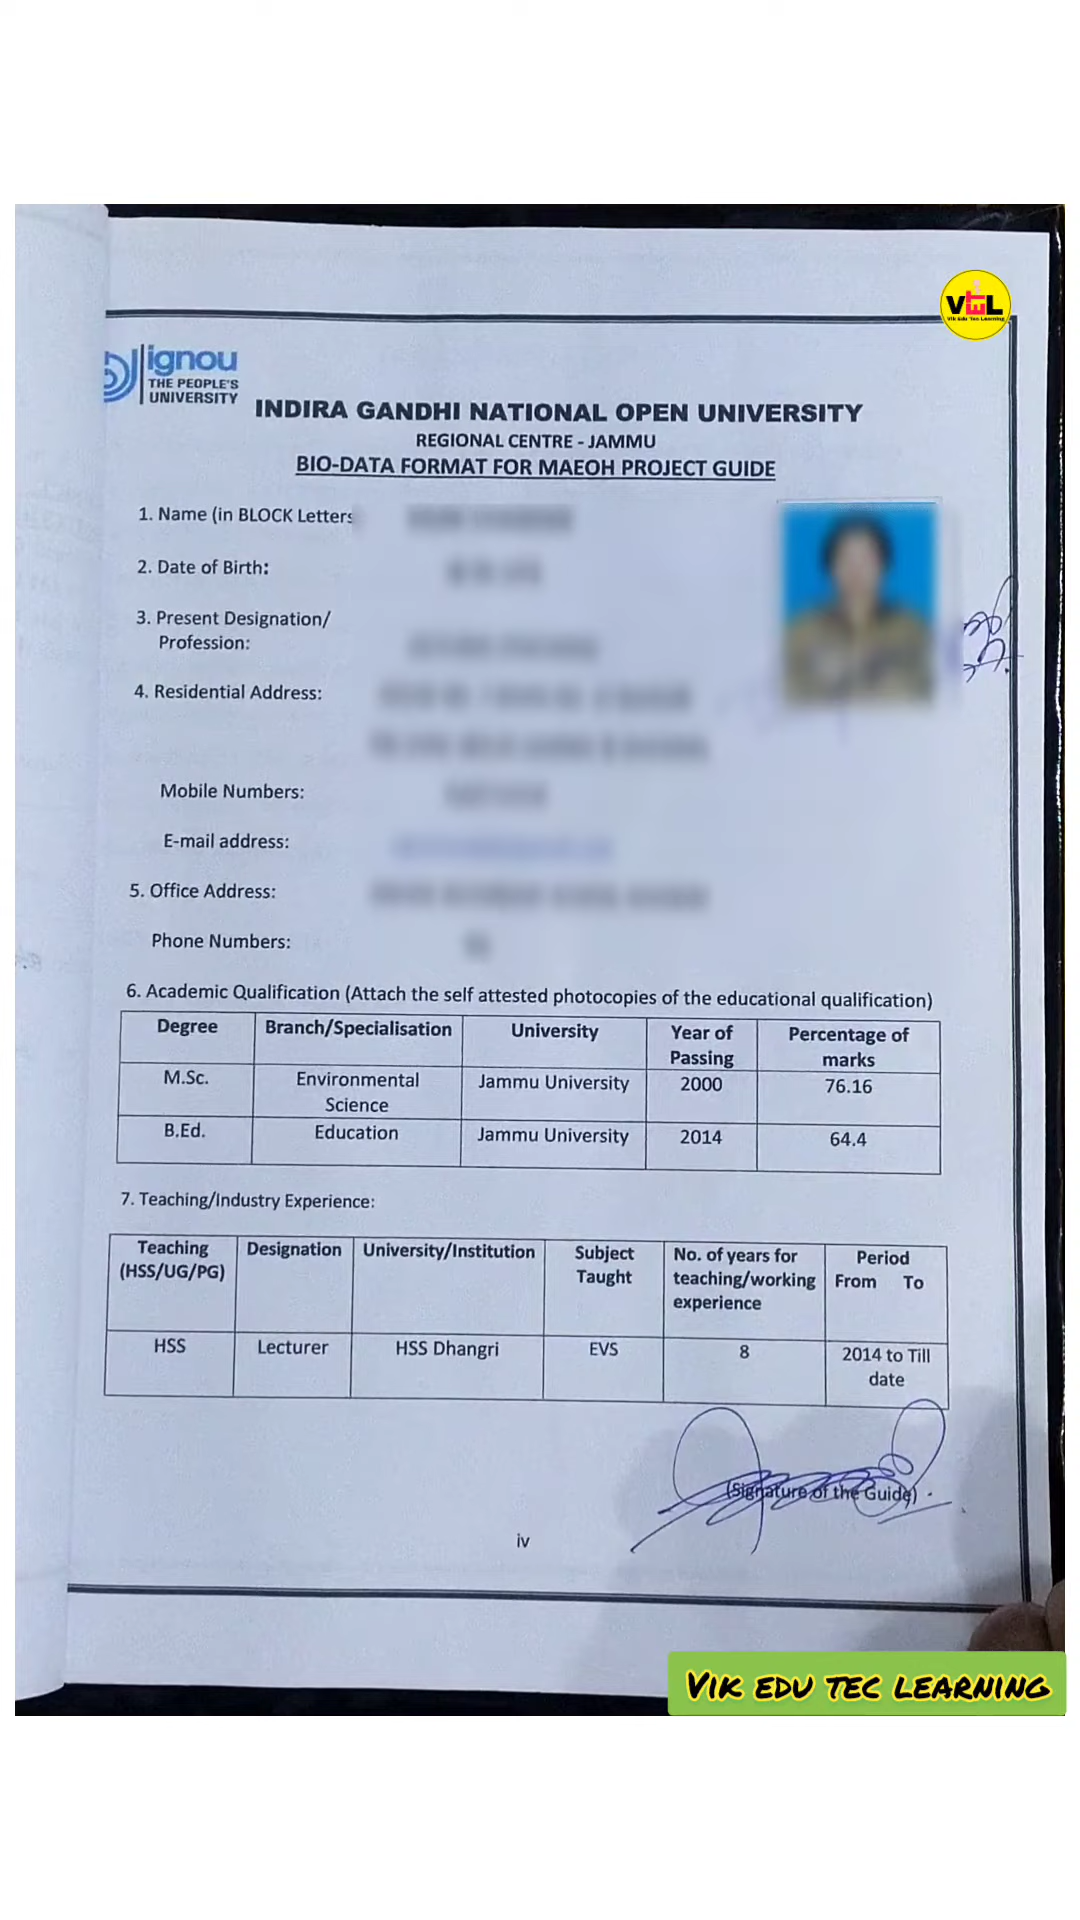 VTEL
Vik Edu Tec Learning
ignou
THE PEOPLE'S
UNIVERSITY
INDIRA GANDHI NATIONAL OPEN UNIVERSITY
REGIONAL CENTRE - JAMMU
BIO-DATA FORMAT FOR MAEOH PROJECT GUIDE
1. Name (in BLOCK Letters
2. Date of Birth:
3. Present Designation/
Profession:
4. Residential Address:
Mobile Numbers:
E-mail address:
5. Office Address:
Phone Numbers:
6. Academic Qualification (Attach the self attested photocopies of the educational qualification)
Degree Branch/Specialisation University Year of Passing Percentage of marks
M.Sc. Environmental Science Jammu University 2000 76.16
B.Ed. Education Jammu University 2014 64.4
7. Teaching/Industry Experience:
Teaching (HSS/UG/PG) Designation University/Institution Subject Taught No. of years for teaching/working experience Period From To
HSS Lecturer HSS Dhangri EVS 8 2014 to Till date
(Signature of the Guide)
iv
VIK EDU TEC LEARNING